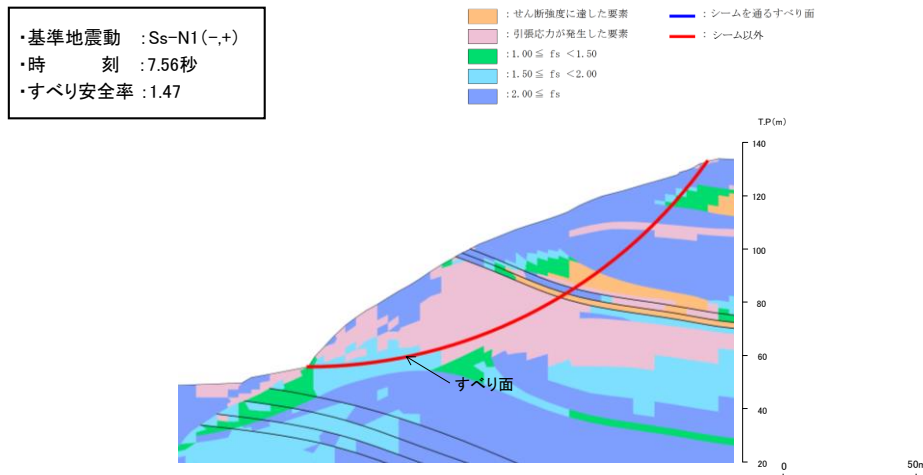 ・基準地震動 :Ss-N1(-,+)
・時 刻 :7.56秒
・すべり安全率 :1.47
:せん断強度に達した要素
:引張応力が発生した要素
:1.00≦ fs <1.50
:1.50≦ fs <2.00
:2.00≦ fs
:シームを通るすべり面
:シーム以外
T.P(m)
140
120
100
80
60
40
20
すべり面
0
50m